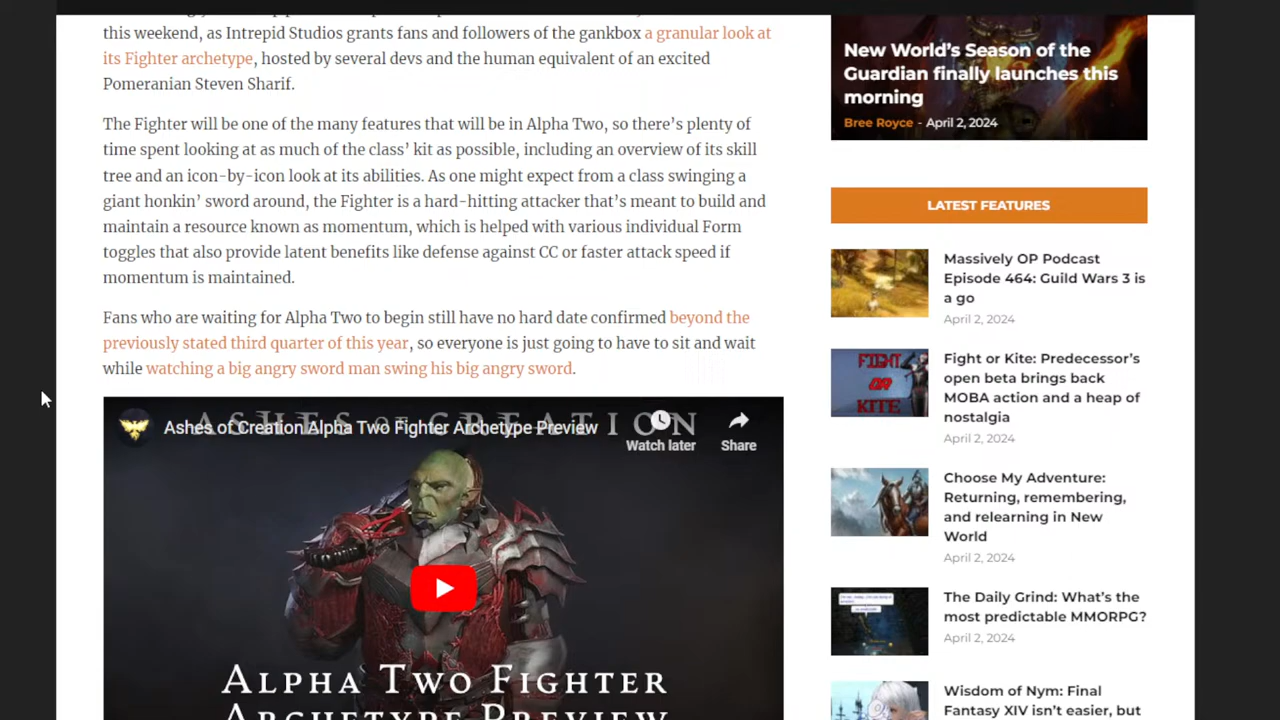 this weekend, as Intrepid Studios grants fans and followers of the gankbox a granular look at
its Fighter archetype, hosted by several devs and the human equivalent of an excited
Pomeranian Steven Sharif.
The Fighter will be one of the many features that will be in Alpha Two, so there's plenty of
time spent looking at as much of the class' kit as possible, including an overview of its skill
tree and an icon-by-icon look at its abilities. As one might expect from a class swinging a
giant honkin' sword around, the Fighter is a hard-hitting attacker that's meant to build and
maintain a resource known as momentum, which is helped with various individual Form
toggles that also provide latent benefits like defense against CC or faster attack speed if
momentum is maintained.
Fans who are waiting for Alpha Two to begin still have no hard date confirmed beyond the
previously stated third quarter of this year, so everyone is just going to have to sit and wait
while watching a big angry sword man swing his big angry sword.
ASHES OF CREATION
Ashes of Creation Alpha Two Fighter Archetype Preview
Watch later
Share
ALPHA TWO FIGHTER
ARCHETYPE PREVIEW
New World's Season of the
Guardian finally launches this
morning
Bree Royce - April 2, 2024
LATEST FEATURES
Massively OP Podcast
Episode 464: Guild Wars 3 is
a go
April 2, 2024
FIGHT
OR
KITE
Fight or Kite: Predecessor's
open beta brings back
MOBA action and a heap of
nostalgia
April 2, 2024
Choose My Adventure:
Returning, remembering,
and relearning in New
World
April 2, 2024
The Daily Grind: What's the
most predictable MMORPG?
April 2, 2024
Wisdom of Nym: Final
Fantasy XIV isn't easier, but